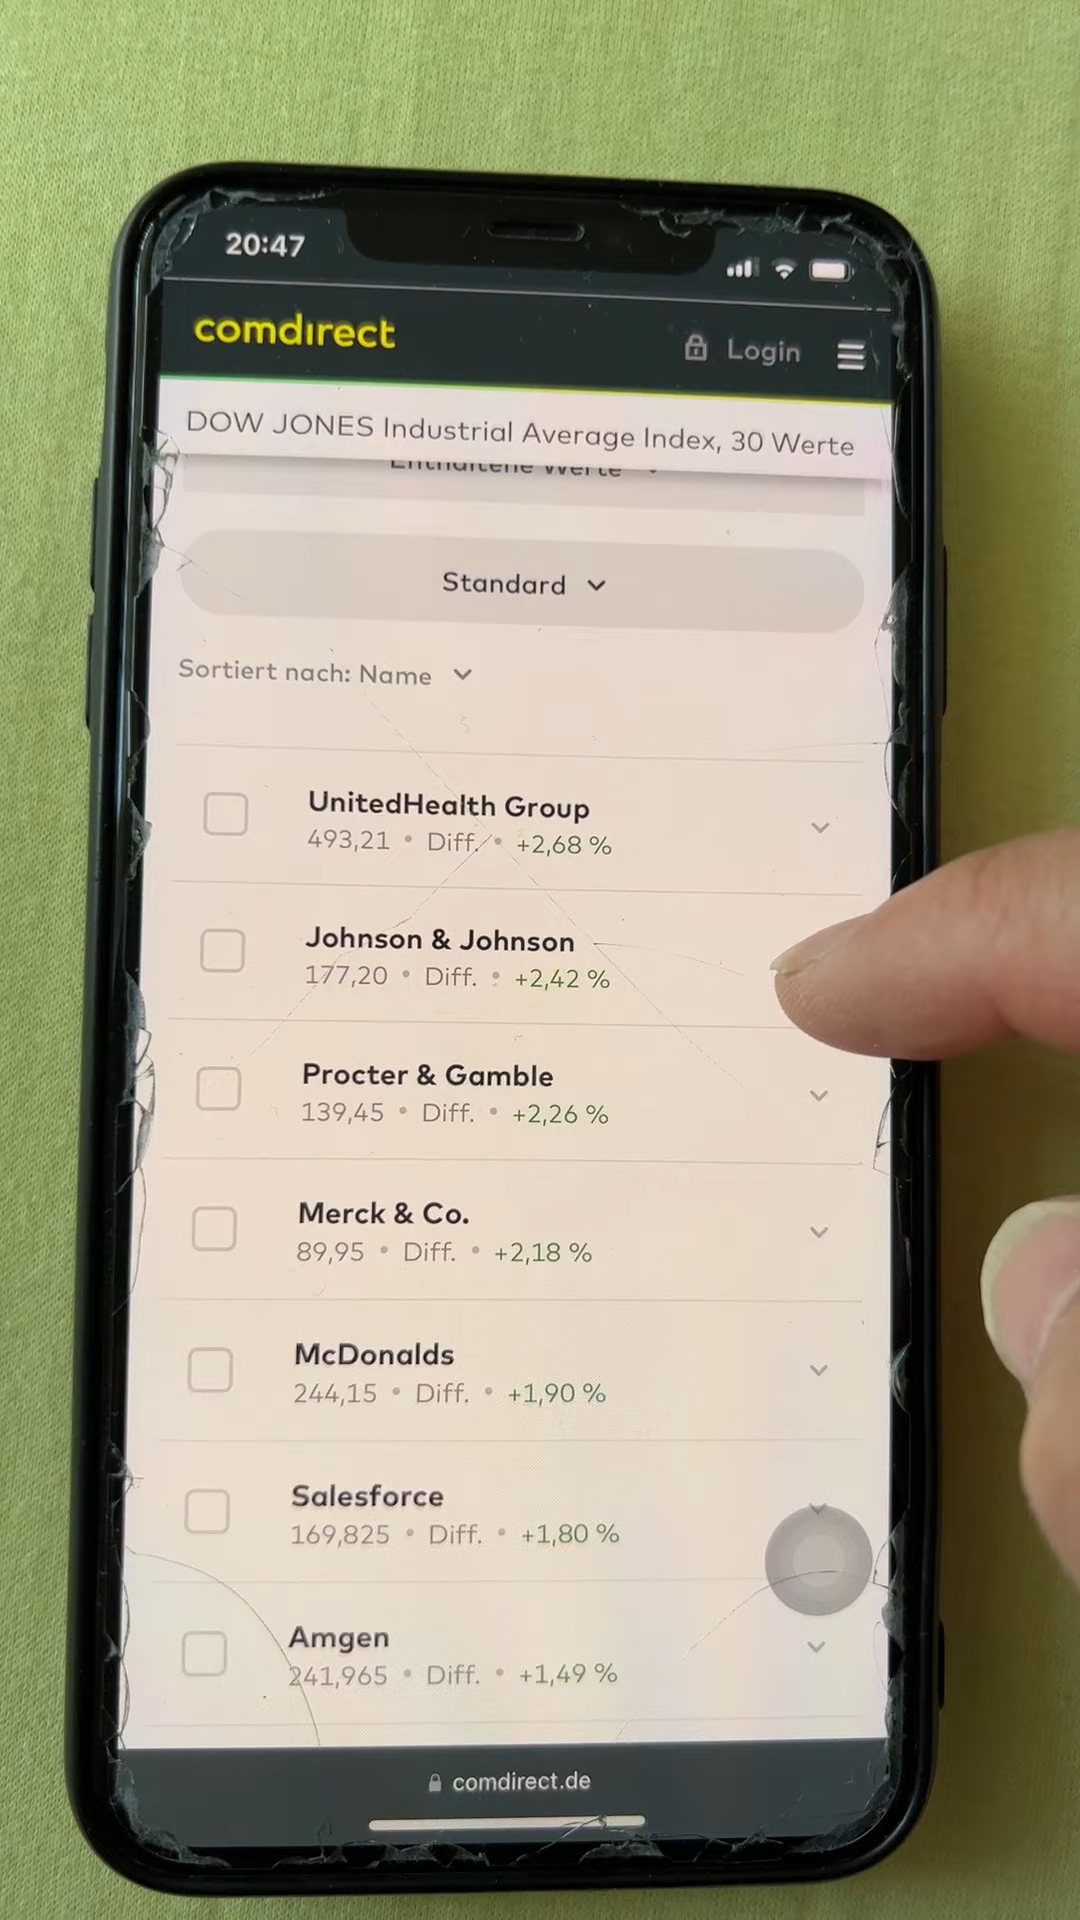 20:47
comdırect
Login
DOW JONES Industrial Average Index, 30 Werte
Enthaltene Werte
Standard
Sortiert nach: Name
UnitedHealth Group
493,21 • Diff. • +2,68 %
Johnson & Johnson
177,20 • Diff. • +2,42 %
Procter & Gamble
139,45 • Diff. • +2,26 %
Merck & Co.
89,95 • Diff. • +2,18 %
McDonalds
244,15 • Diff. • +1,90 %
Salesforce
169,825 • Diff. • +1,80 %
Amgen
241,965 • Diff. • +1,49 %
comdirect.de